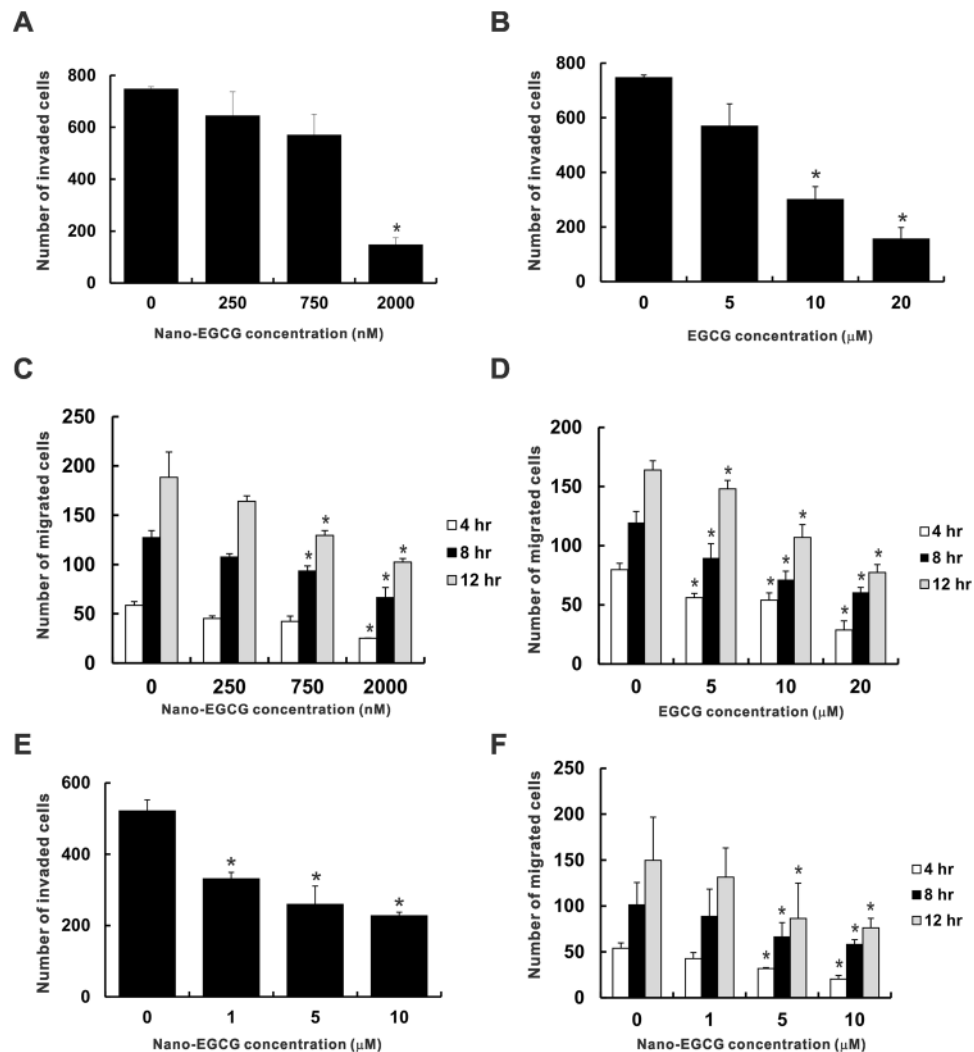 A
Number of invaded cells
800
600
400
200
0
*
0 250 750 2000
Nano-EGCG concentration (nM)
B
Number of invaded cells
800
600
400
200
0
*
*
0 5 10 20
EGCG concentration (μM)
C
Number of migrated cells
250
200
150
100
50
0
* *
* * *
0 250 750 2000
Nano-EGCG concentration (nM)
4 hr
8 hr
12 hr
D
Number of migrated cells
200
150
100
50
0
* * *
* * *
* * *
0 5 10 20
EGCG concentration (μM)
4 hr
8 hr
12 hr
E
Number of invaded cells
600
400
200
0
*
*
*
0 1 5 10
Nano-EGCG concentration (μM)
F
Number of migrated cells
250
200
150
100
50
0
* * *
* * *
0 1 5 10
Nano-EGCG concentration (μM)
4 hr
8 hr
12 hr